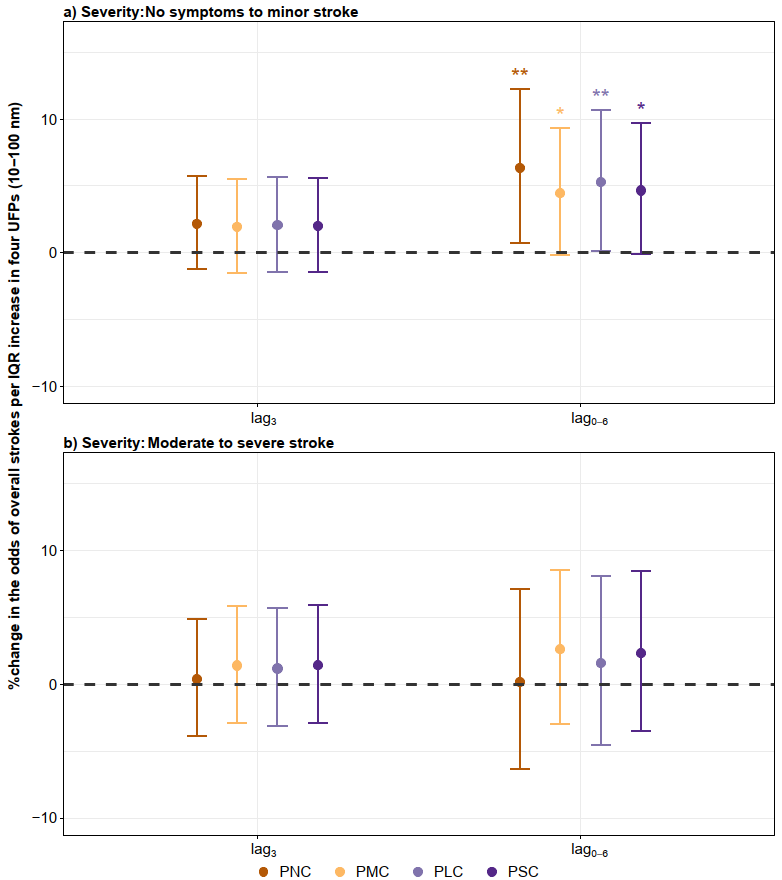 a) Severity:No symptoms to minor stroke
** * ** *
10
0
−10
lag₃ lag₀₋₆
%change in the odds of overall strokes per IQR increase in four UFPs (10−100 nm)
b) Severity:Moderate to severe stroke
10
0
−10
lag₃ lag₀₋₆
PNC PMC PLC PSC